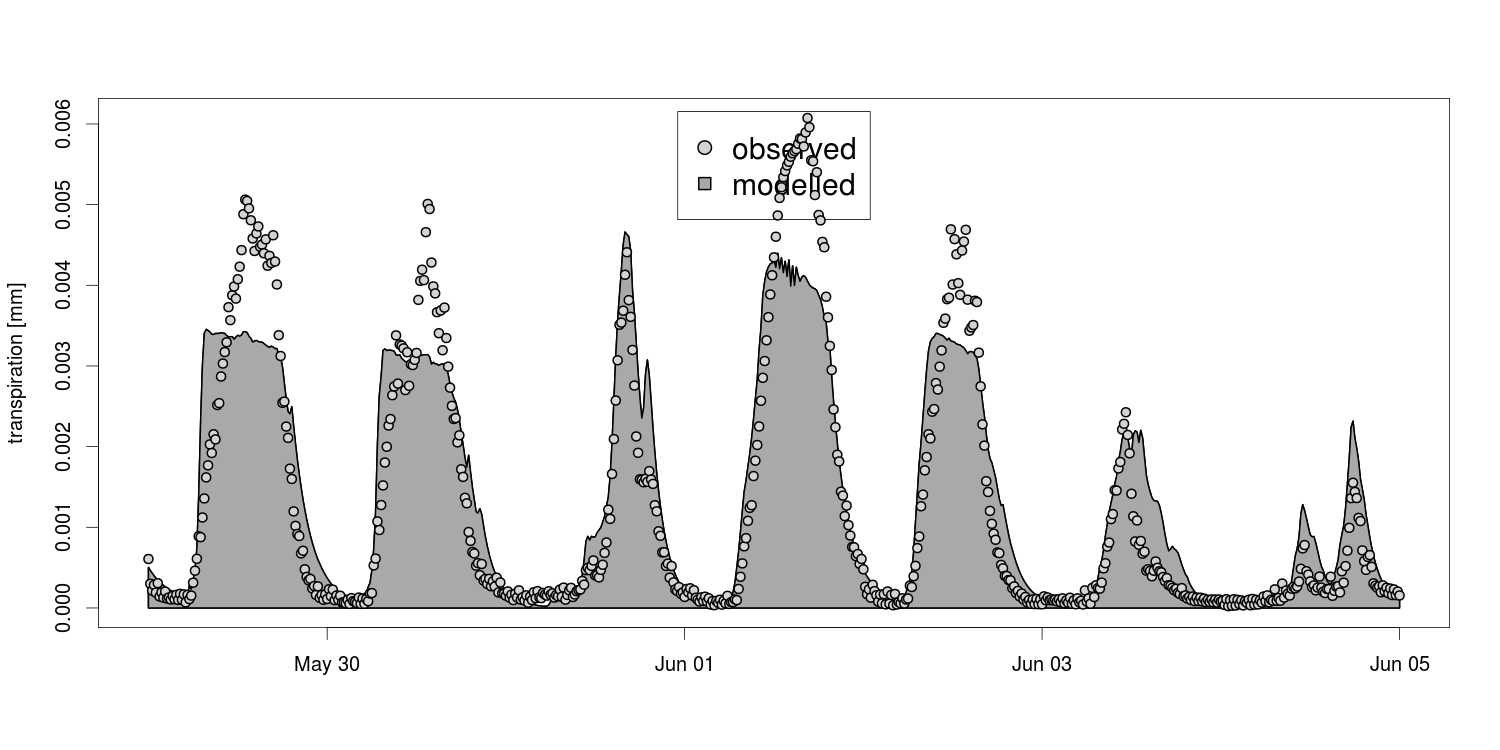 0.006
0.005
0.004
0.003
0.002
0.001
0.000
transpiration [mm]
observed
modelled
May 30
Jun 01
Jun 03
Jun 05